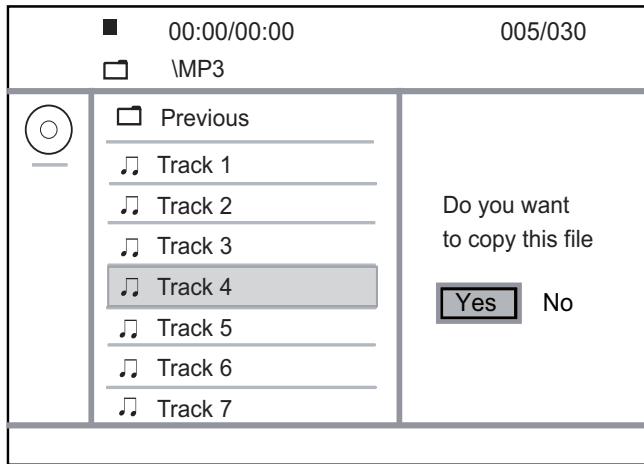 00:00/00:00 005/030
\MP3
Previous
Track 1
Track 2
Track 3
Track 4
Track 5
Track 6
Track 7
Do you want
to copy this file
Yes No